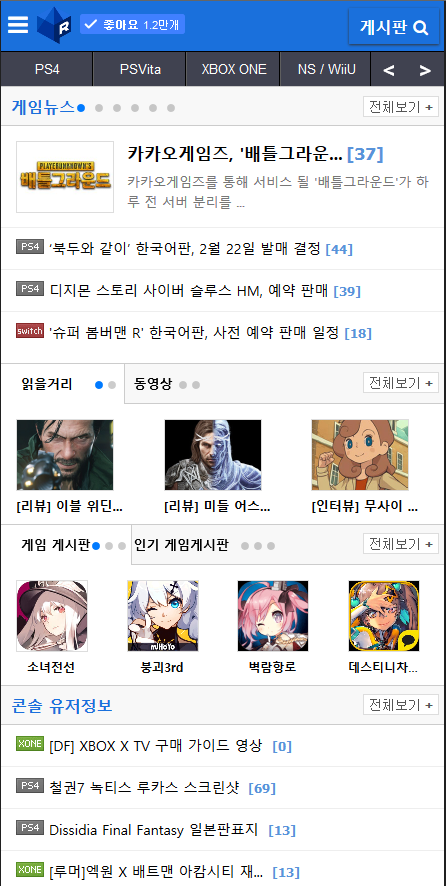 R
좋아요 1.2만개
게시판
PS4
PSVita
XBOX ONE
NS / WiiU
<
>
게임뉴스
전체보기 +
PLAYERUNKNOWN'S
배틀그라운드
카카오게임즈, '배틀그라운... [37]
카카오게임즈를 통해 서비스 될 '배틀그라운드'가 하
루 전 서버 분리를 ...
PS4 '북두와 같이' 한국어판, 2월 22일 발매 결정 [44]
PS4 디지몬 스토리 사이버 슬루스 HM, 예약 판매 [39]
switch '슈퍼 봄버맨 R' 한국어판, 사전 예약 판매 일정 [18]
읽을거리
동영상
전체보기 +
[리뷰] 이블 위딘...
[리뷰] 미들 어스...
[인터뷰] 무사이 ...
게임 게시판
인기 게임게시판
전체보기 +
miHoYo
소녀전선
붕괴3rd
벽람항로
데스티니차...
콘솔 유저정보
전체보기 +
XONE [DF] XBOX X TV 구매 가이드 영상 [0]
PS4 철권7 녹티스 루카스 스크린샷 [69]
PS4 Dissidia Final Fantasy 일본판표지 [13]
XONE [루머]엑원 X 배트맨 아캄시티 재... [13]